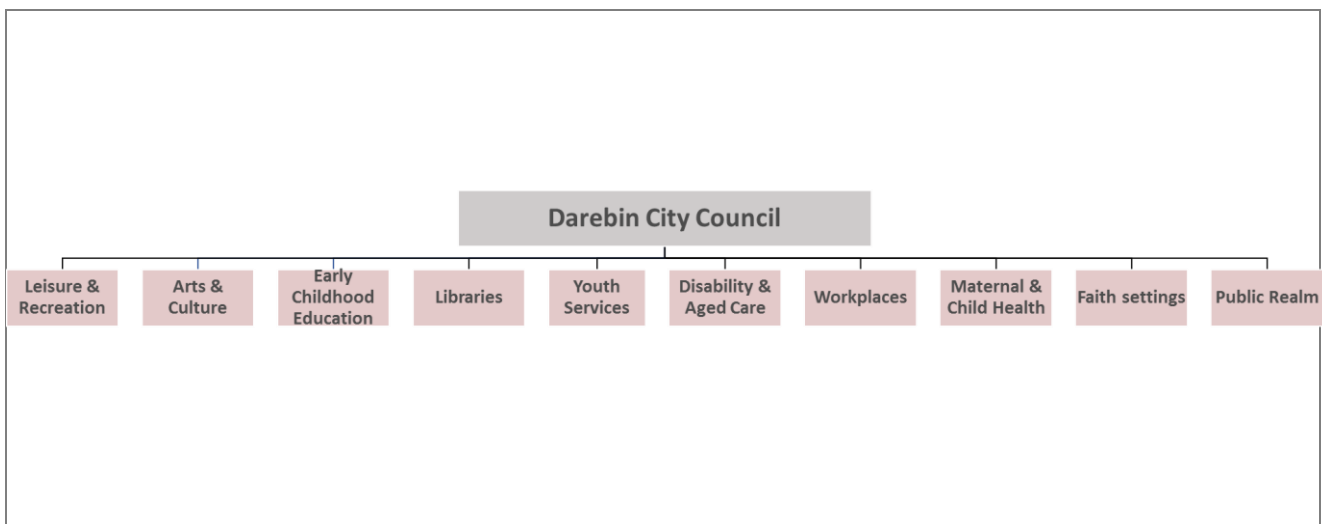 Darebin City Council
Leisure &
Recreation
Arts &
Culture
Early
Childhood
Education
Libraries
Youth
Services
Disability &
Aged Care
Workplaces
Maternal &
Child Health
Faith settings
Public Realm